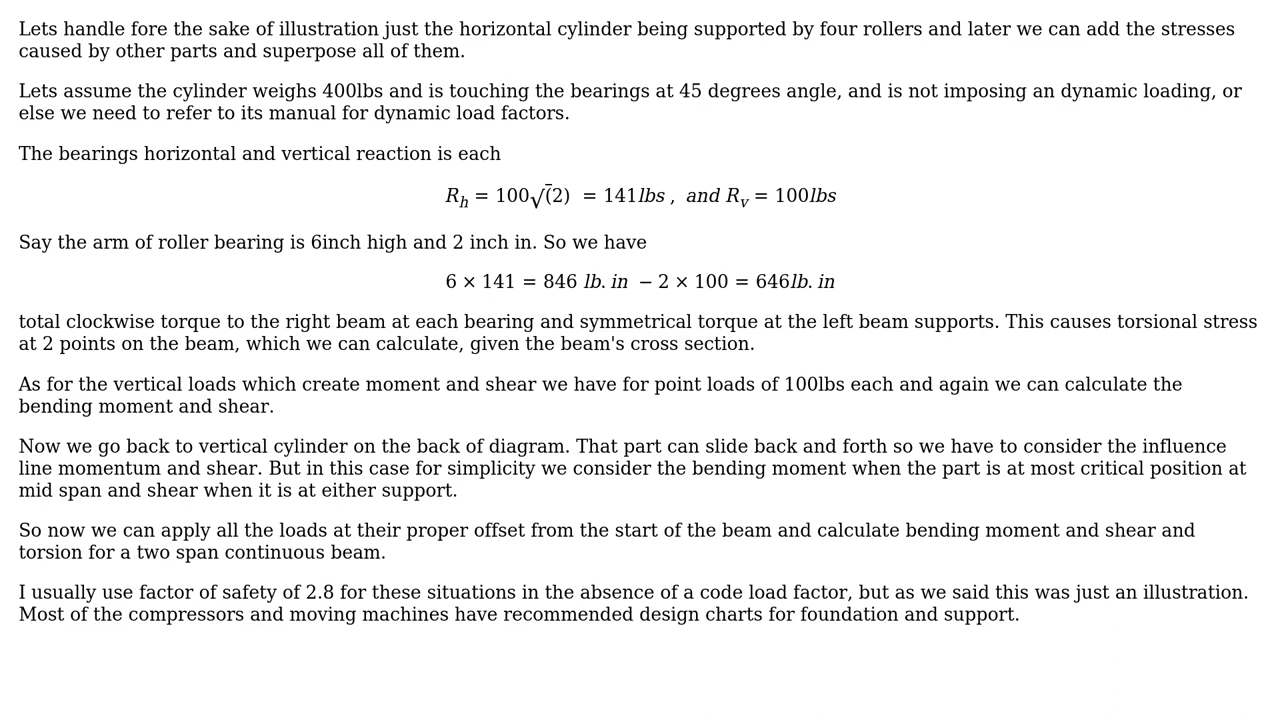 Lets handle fore the sake of illustration just the horizontal cylinder being supported by four rollers and later we can add the stresses
caused by other parts and superpose all of them.
Lets assume the cylinder weighs 400lbs and is touching the bearings at 45 degrees angle, and is not imposing an dynamic loading, or
else we need to refer to its manual for dynamic load factors.
The bearings horizontal and vertical reaction is each
R_h = 100√(2) = 141lbs , and R_v = 100lbs
Say the arm of roller bearing is 6inch high and 2 inch in. So we have
6 × 141 = 846 lb. in − 2 × 100 = 646lb. in
total clockwise torque to the right beam at each bearing and symmetrical torque at the left beam supports. This causes torsional stress
at 2 points on the beam, which we can calculate, given the beam's cross section.
As for the vertical loads which create moment and shear we have for point loads of 100lbs each and again we can calculate the
bending moment and shear.
Now we go back to vertical cylinder on the back of diagram. That part can slide back and forth so we have to consider the influence
line momentum and shear. But in this case for simplicity we consider the bending moment when the part is at most critical position at
mid span and shear when it is at either support.
So now we can apply all the loads at their proper offset from the start of the beam and calculate bending moment and shear and
torsion for a two span continuous beam.
I usually use factor of safety of 2.8 for these situations in the absence of a code load factor, but as we said this was just an illustration.
Most of the compressors and moving machines have recommended design charts for foundation and support.